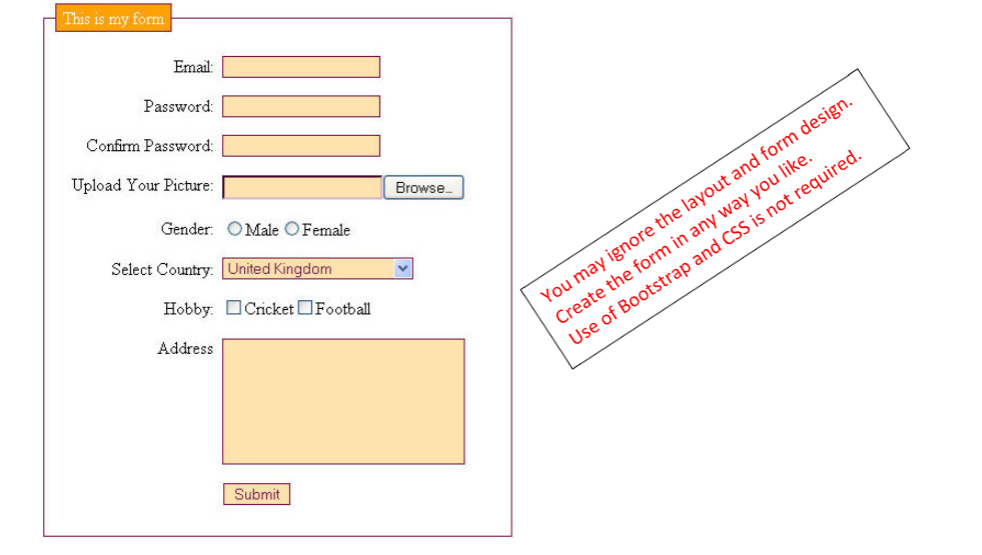 This is my form
Email:
Password:
Confirm Password:
Upload Your Picture: Browse...
Gender: Male Female
Select Country: United Kingdom
Hobby: Cricket Football
Address
Submit
You may ignore the layout and form design.
Create the form in any way you like.
Use of Bootstrap and CSS is not required.